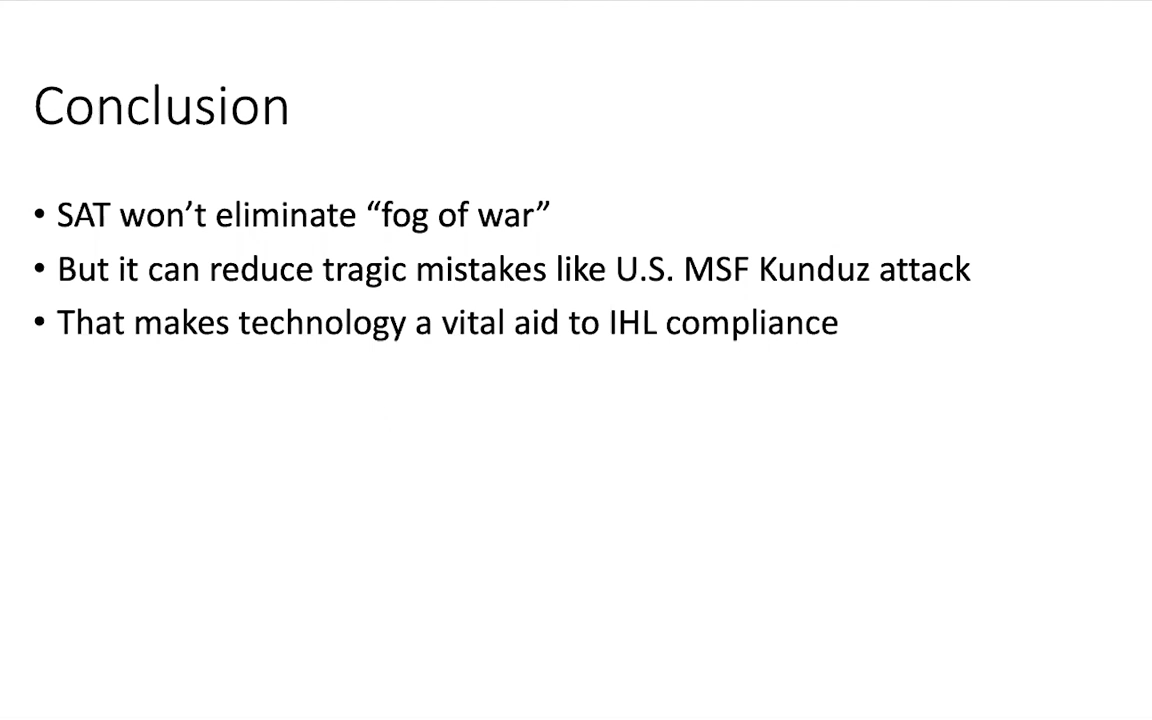 Conclusion
• SAT won’t eliminate “fog of war”
• But it can reduce tragic mistakes like U.S. MSF Kunduz attack
• That makes technology a vital aid to IHL compliance